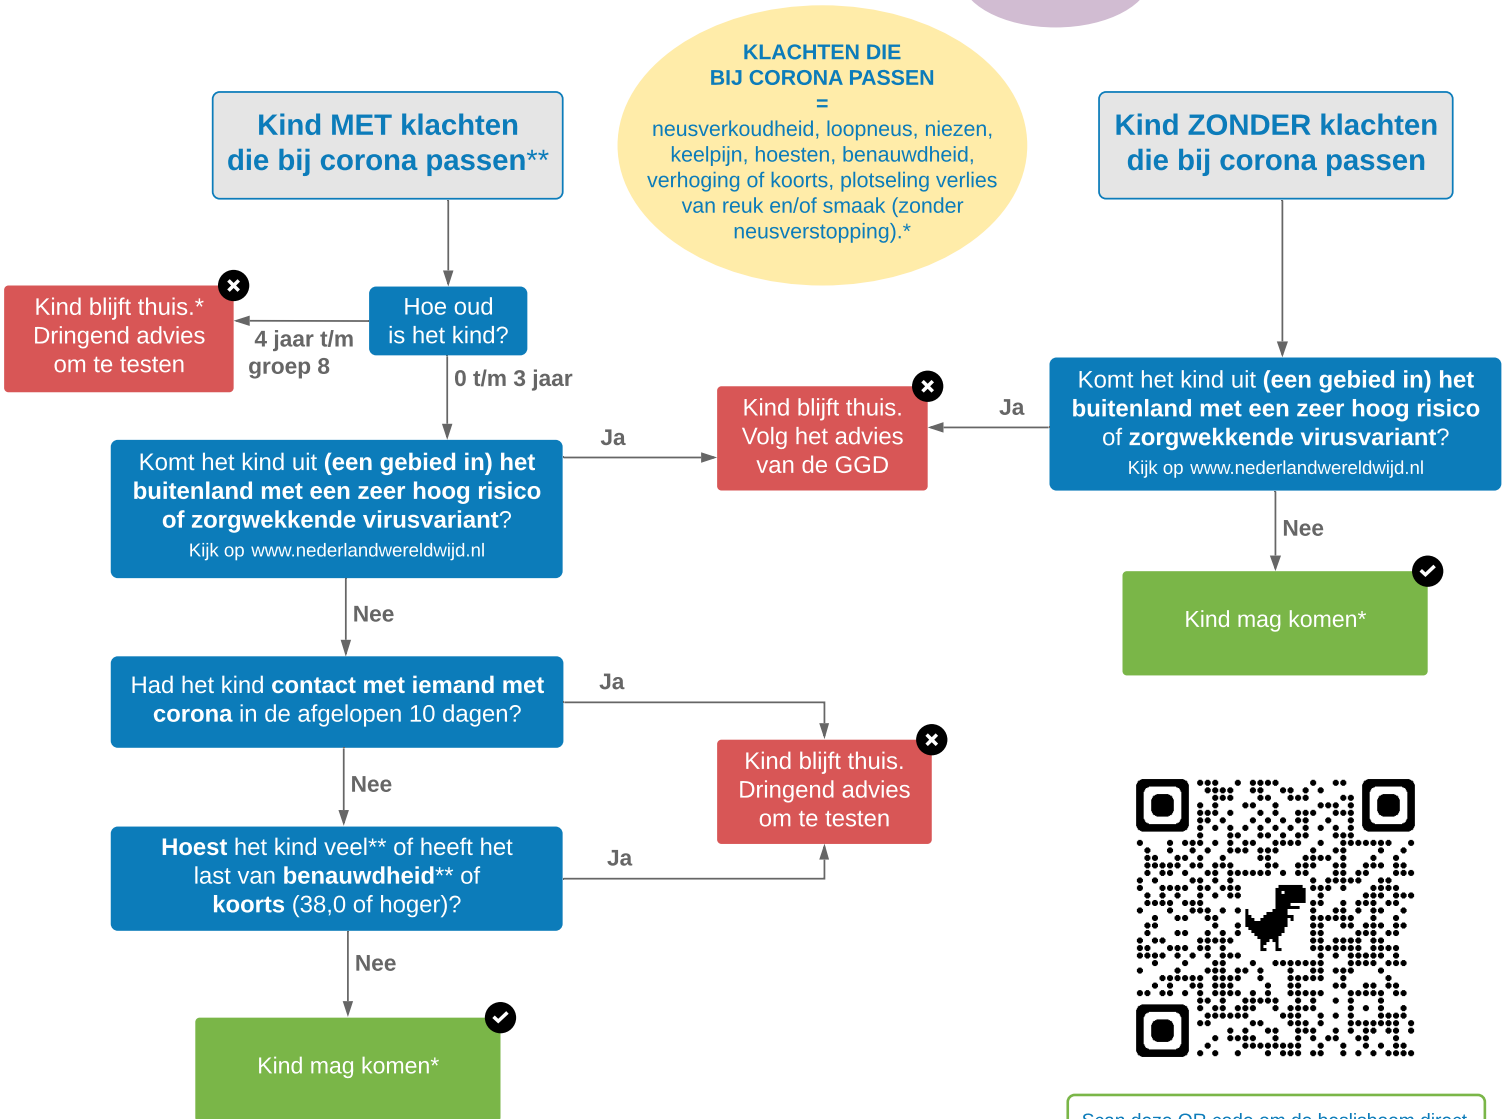 KLACHTEN DIE
BIJ CORONA PASSEN
=
neusverkoudheid, loopneus, niezen,
keelpijn, hoesten, benauwdheid,
verhoging of koorts, plotseling verlies
van reuk en/of smaak (zonder
neusverstopping).*
Kind MET klachten
die bij corona passen**
Kind ZONDER klachten
die bij corona passen
Hoe oud
is het kind?
4 jaar t/m
groep 8
Kind blijft thuis.*
Dringend advies
om te testen
0 t/m 3 jaar
Komt het kind uit (een gebied in) het
buitenland met een zeer hoog risico
of zorgwekkende virusvariant?
Kijk op www.nederlandwereldwijd.nl
Ja
Kind blijft thuis.
Volg het advies
van de GGD
Ja
Komt het kind uit (een gebied in) het
buitenland met een zeer hoog risico
of zorgwekkende virusvariant?
Kijk op www.nederlandwereldwijd.nl
Nee
Kind mag komen*
Nee
Had het kind contact met iemand met
corona in de afgelopen 10 dagen?
Ja
Kind blijft thuis.
Dringend advies
om te testen
Nee
Hoest het kind veel** of heeft het
last van benauwdheid** of
koorts (38,0 of hoger)?
Ja
Nee
Kind mag komen*
Scan deze QR code om de beslisboom direct